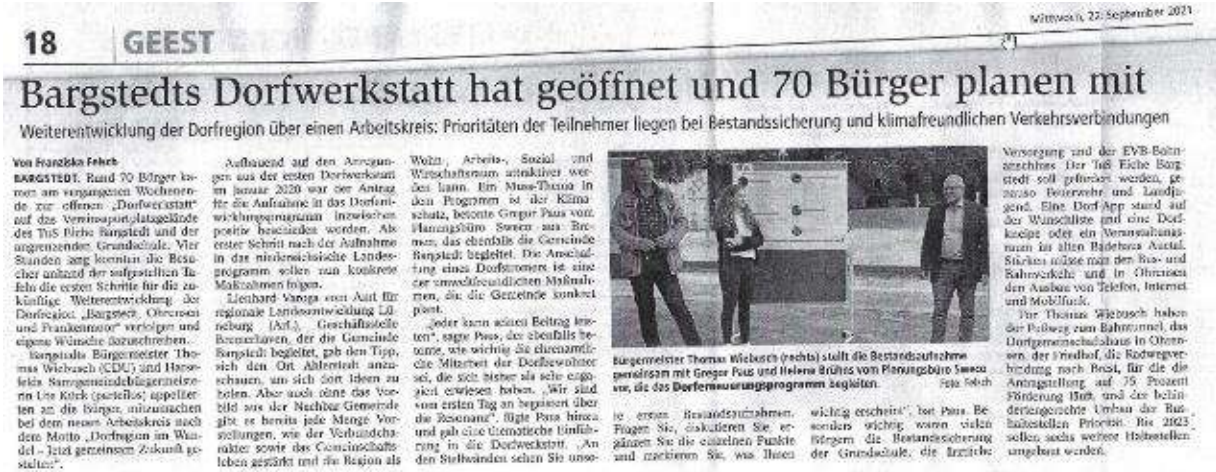 Mittwoch, 22. September 2021
18 GEEST
Bargstedts Dorfwerkstatt hat geöffnet und 70 Bürger planen mit
Weiterentwicklung der Dorfregion über einen Arbeitskreis: Prioritäten der Teilnehmer liegen bei Bestandssicherung und klimafreundlichen Verkehrsverbindungen
Von Franziska Felsch
BARGSTEDT. Rund 70 Bürger ka-
men am vergangenen Wochenen-
de zur offenen „Dorfwerkstatt“
auf das Vereinssportplatzgelände
des TuS Eiche Bargstedt und der
angrenzenden Grundschule. Vier
Stunden lang konnten die Besu-
cher anhand der aufgestellten Ta-
feln die ersten Schritte für die zu-
künftige Weiterentwicklung der
Dorfregion „Bargstedt, Ohrensen
und Frankenmoor“ verfolgen und
eigene Wünsche dazuschreiben.
Bargstedts Bürgermeister Tho-
mas Wiebusch (CDU) und Harse-
felds Samtgemeindebürgermeiste-
rin Ute Kück (parteilos) appellier-
ten an die Bürger, mitzumachen
bei dem neuen Arbeitskreis nach
dem Motto „Dorfregion im Wan-
del – Jetzt gemeinsam Zukunft ge-
stalten“.
Aufbauend auf den Anregun-
gen aus der ersten Dorfwerkstatt
im Januar 2020 war der Antrag
für die Aufnahme in das Dorfent-
wicklungsprogramm inzwischen
positiv beschieden worden. Als
erster Schritt nach der Aufnahme
in das niedersächsische Landes-
programm sollen nun konkrete
Maßnahmen folgen.
Lienhard Varoga vom Amt für
regionale Landesentwicklung Lü-
neburg (ArL), Geschäftsstelle
Bremerhaven, der die Gemeinde
Bargstedt begleitet, gab den Tipp,
sich den Ort Ahlerstedt anzu-
schauen, um sich dort Ideen zu
holen. Aber auch ohne das Vor-
bild aus der Nachbar-Gemeinde
gibt es bereits jede Menge Vor-
stellungen, wie der Verbundcha-
rakter sowie das Gemeinschafts-
leben gestärkt und die Region als
Wohn-, Arbeits-, Sozial und
Wirtschaftsraum attraktiver wer-
den kann. Ein Muss-Thema in
dem Programm ist der Klima-
schutz, betonte Gregor Paus vom
Planungsbüro Sweco aus Bre-
men, das ebenfalls die Gemeinde
Bargstedt begleitet. Die Anschaf-
fung eines Dorfstromers ist eine
der umweltfreundlichen Maßnah-
men, die die Gemeinde konkret
plant.
„Jeder kann seinen Beitrag leis-
ten“, sagte Paus, der ebenfalls be-
tonte, wie wichtig die ehrenamtli-
che Mitarbeit der Dorfbewohner
sei, die sich bisher als sehr enga-
giert erwiesen haben. „Wir sind
vom ersten Tag an begeistert über
die Resonanz“, fügte Paus hinzu
und gab eine thematische Einfüh-
rung in die Dorfwerkstatt. „An
den Stellwänden sehen Sie unse-
Bürgermeister Thomas Wiebusch (rechts) stellt die Bestandsaufnahme
gemeinsam mit Gregor Paus und Helena Brühns vom Planungsbüro Sweco
vor, die das Dorferneuerungsprogramm begleiten. Foto: Felsch
re ersten Bestandsaufnahmen.
Fragen Sie, diskutieren Sie, er-
gänzen Sie die einzelnen Punkte
und markieren Sie, was Ihnen
wichtig erscheint“, bat Paus. Be-
sonders wichtig waren vielen
Bürgern die Bestandssicherung
der Grundschule, die ärztliche
Versorgung und der EVB-Bahn-
anschluss. Der TuS Eiche Barg-
stedt soll gefördert werden, ge-
nauso Feuerwehr und Landju-
gend. Eine Dorf-App stand auf
der Wunschliste und eine Dorf-
kneipe oder ein Veranstaltungs-
raum im alten Badehaus Auetal.
Stärken müsse man den Bus- und
Bahnverkehr und in Ohrensen
den Ausbau von Telefon, Internet
und Mobilfunk.
Für Thomas Wiebusch haben
der Fußweg zum Bahntunnel, das
Dorfgemeinschaftshaus in Ohren-
sen, der Friedhof, die Radwegver-
bindung nach Brest, für die die
Antragstellung auf 75 Prozent
Förderung läuft, und der behin-
dertengerechte Umbau der Bus-
haltestellen Priorität. Bis 2023
sollen sechs weitere Haltestellen
umgebaut werden.